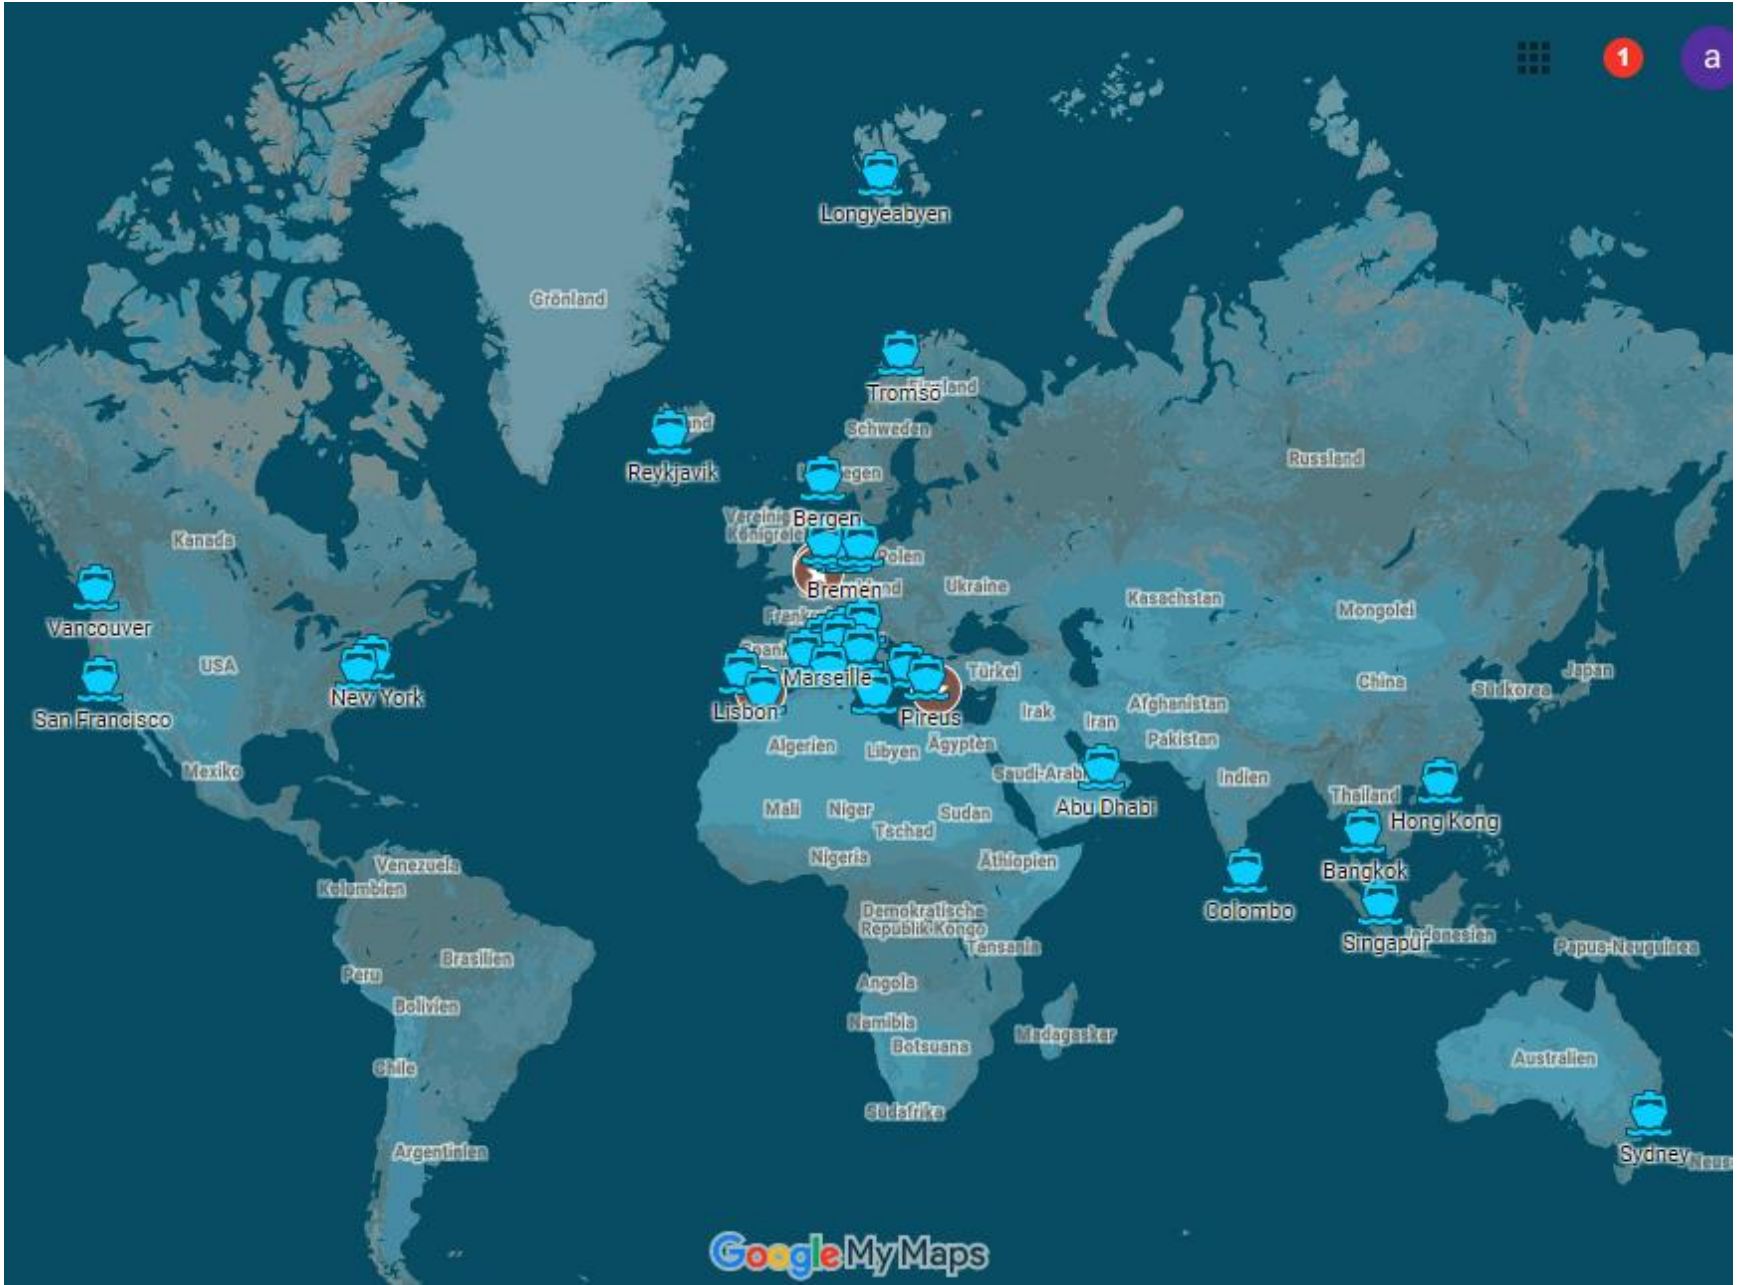 1
a
Longyeabyen
Grönland
Tromsö
Schweden
Reykjavik
Russland
Bergen
Kanada
Polen
Bremen
Ukraine
Kasachstan
Mongolei
Vancouver
USA
New York
San Francisco
Marseille
Lisbon
Pireus
Türkei
Japan
China
Südkorea
Afghanistan
Irak
Iran
Pakistan
Algerien
Libyen
Ägypten
Mexiko
Indien
Abu Dhabi
Thailand
Hong Kong
Mali
Niger
Sudan
Tschad
Nigeria
Äthiopien
Venezuela
Kolumbien
Bangkok
Colombo
Demokratische
Republik Kongo
Singapur
Indonesien
Papua-Neuguinea
Tansania
Brasilien
Peru
Angola
Bolivien
Namibia
Botsuana
Madagaskar
Australien
Chile
Südafrika
Argentinien
Sydney
Google My Maps